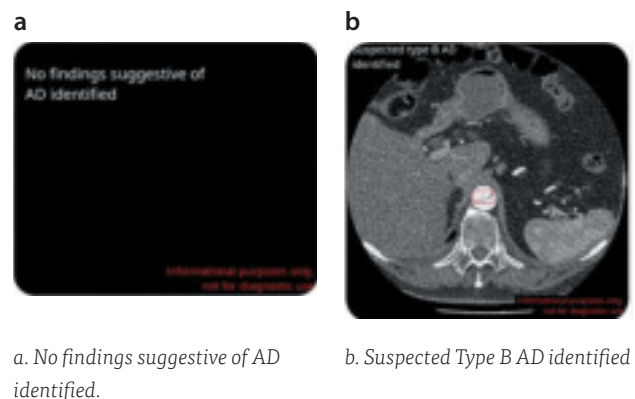 a
b
No findings suggestive of
AD identified
Suspected type B AD
identified
Informational purposes only,
not for diagnostic use
Informational purposes only,
not for diagnostic use
a. No findings suggestive of AD
identified.
b. Suspected Type B AD identified